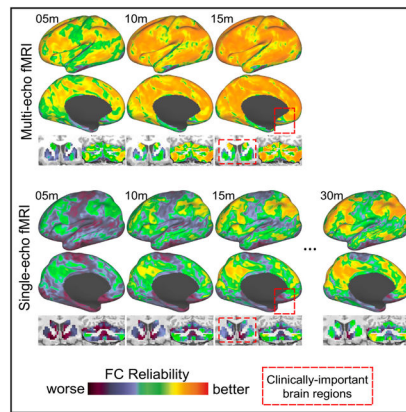 Multi-echo fMRI
05m 10m 15m
Single-echo fMRI
05m 10m 15m 30m
...
FC Reliability
worse better
Clinically-important
brain regions